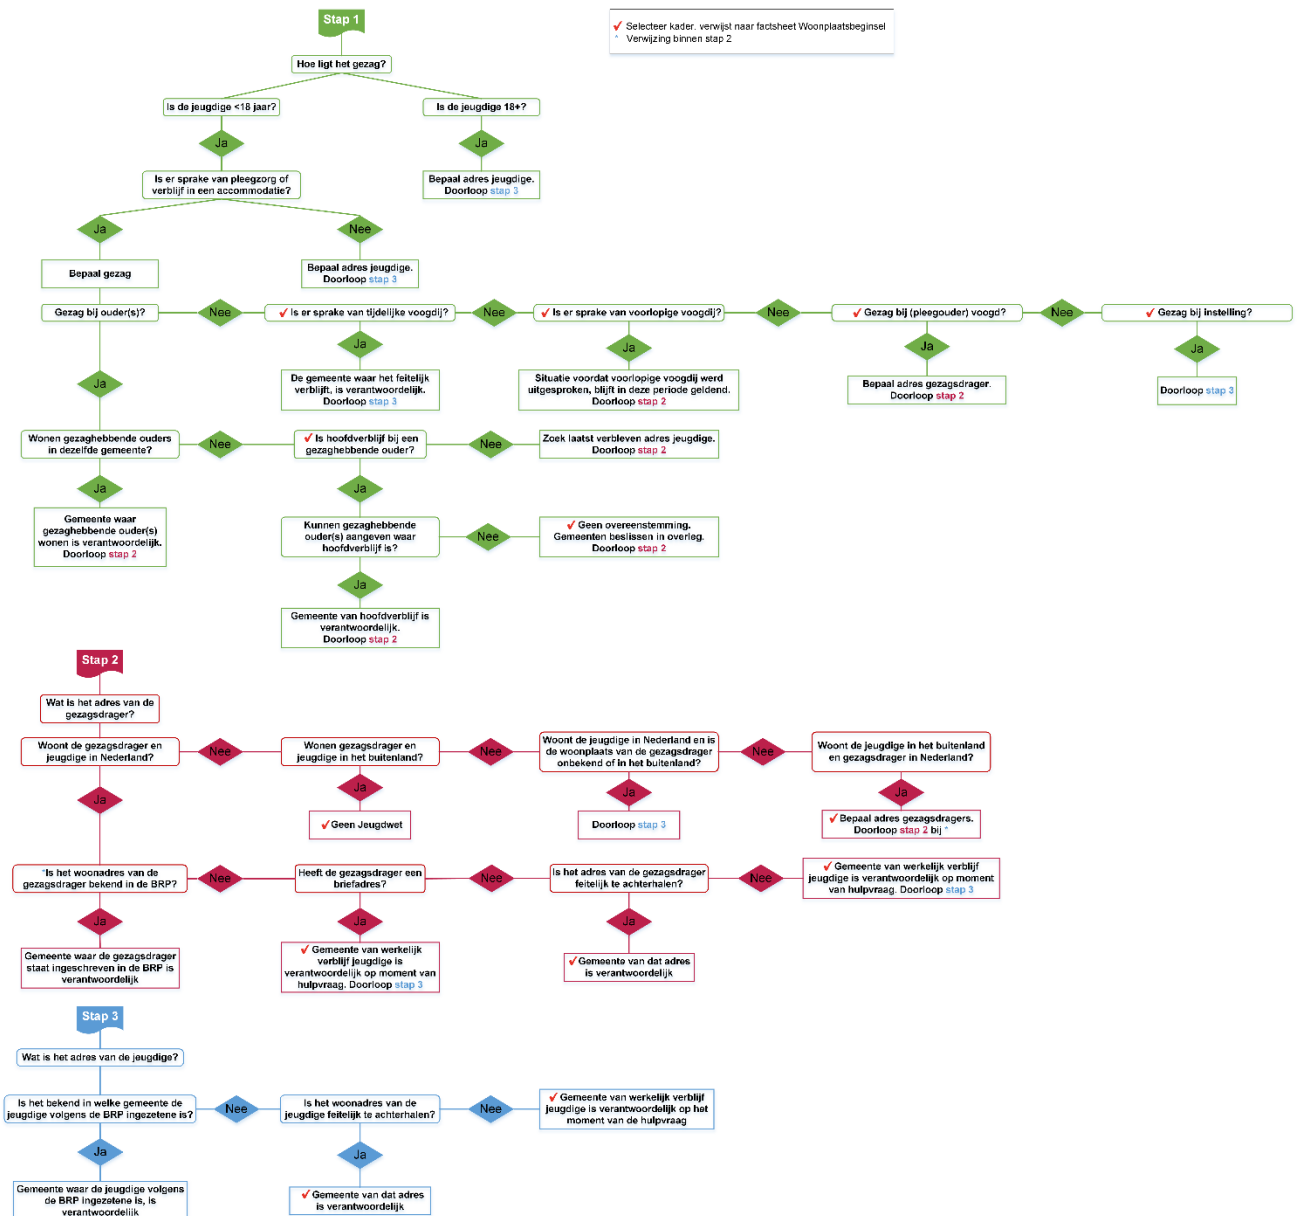 Stap 1
✓ Selecteer kader. verwijst naar factsheet Woonplaatsbeginsel
* Verwijzing binnen stap 2
Hoe ligt het gezag?
Is de jeugdige <18 jaar?
Is de jeugdige 18+?
Ja
Ja
Is er sprake van pleegzorg of
verblijf in een accommodatie?
Bepaal adres jeugdige.
Doorloop stap 3
Ja
Nee
Bepaal gezag
Bepaal adres jeugdige.
Doorloop stap 3
Gezag bij ouder(s)?
Nee
✓ Is er sprake van tijdelijke voogdij?
Nee
✓ Is er sprake van voorlopige voogdij?
Nee
✓ Gezag bij (pleegouder) voogd?
Nee
✓ Gezag bij instelling?
Ja
Ja
Ja
Ja
Ja
De gemeente waar het feitelijk
verblijft, is verantwoordelijk.
Doorloop stap 3
Situatie voordat voorlopige voogdij werd
uitgesproken, blijft in deze periode geldend.
Doorloop stap 2
Bepaal adres gezagsdrager.
Doorloop stap 2
Doorloop stap 3
Wonen gezaghebbende ouders
in dezelfde gemeente?
Nee
✓ Is hoofdverblijf bij een
gezaghebbende ouder?
Nee
Zoek laatst verbleven adres jeugdige.
Doorloop stap 2
Ja
Ja
Gemeente waar
gezaghebbende ouder(s)
wonen is verantwoordelijk.
Doorloop stap 2
Kunnen gezaghebbende
ouder(s) aangeven waar
hoofdverblijf is?
Nee
✓ Geen overeenstemming.
Gemeenten beslissen in overleg.
Doorloop stap 2
Ja
Gemeente van hoofdverblijf is
verantwoordelijk.
Doorloop stap 2
Stap 2
Wat is het adres van de
gezagsdrager?
Woont de gezagsdrager en
jeugdige in Nederland?
Nee
Wonen gezagsdrager en
jeugdige in het buitenland?
Nee
Woont de jeugdige in Nederland en is
de woonplaats van de gezagsdrager
onbekend of in het buitenland?
Nee
Woont de jeugdige in het buitenland
en gezagsdrager in Nederland?
Ja
Ja
Ja
Ja
✓ Geen Jeugdwet
Doorloop stap 3
✓ Bepaal adres gezagsdragers.
Doorloop stap 2 bij *
*Is het woonadres van de
gezagsdrager bekend in de BRP?
Nee
Heeft de gezagsdrager een
briefadres?
Nee
Is het adres van de gezagsdrager
feitelijk te achterhalen?
Nee
✓ Gemeente van werkelijk verblijf
jeugdige is verantwoordelijk op moment
van hulpvraag. Doorloop stap 3
Ja
Ja
Ja
Gemeente waar de gezagsdrager
staat ingeschreven in de BRP is
verantwoordelijk
✓ Gemeente van werkelijk
verblijf jeugdige is
verantwoordelijk op moment van
hulpvraag. Doorloop stap 3
✓ Gemeente van dat adres
is verantwoordelijk
Stap 3
Wat is het adres van de jeugdige?
Is het bekend in welke gemeente de
jeugdige volgens de BRP ingezetene is?
Nee
Is het woonadres van de
jeugdige feitelijk te achterhalen?
Nee
✓ Gemeente van werkelijk verblijf
jeugdige is verantwoordelijk op het
moment van de hulpvraag
Ja
Ja
Gemeente waar de jeugdige volgens
de BRP ingezetene is, is
verantwoordelijk
✓ Gemeente van dat adres
is verantwoordelijk